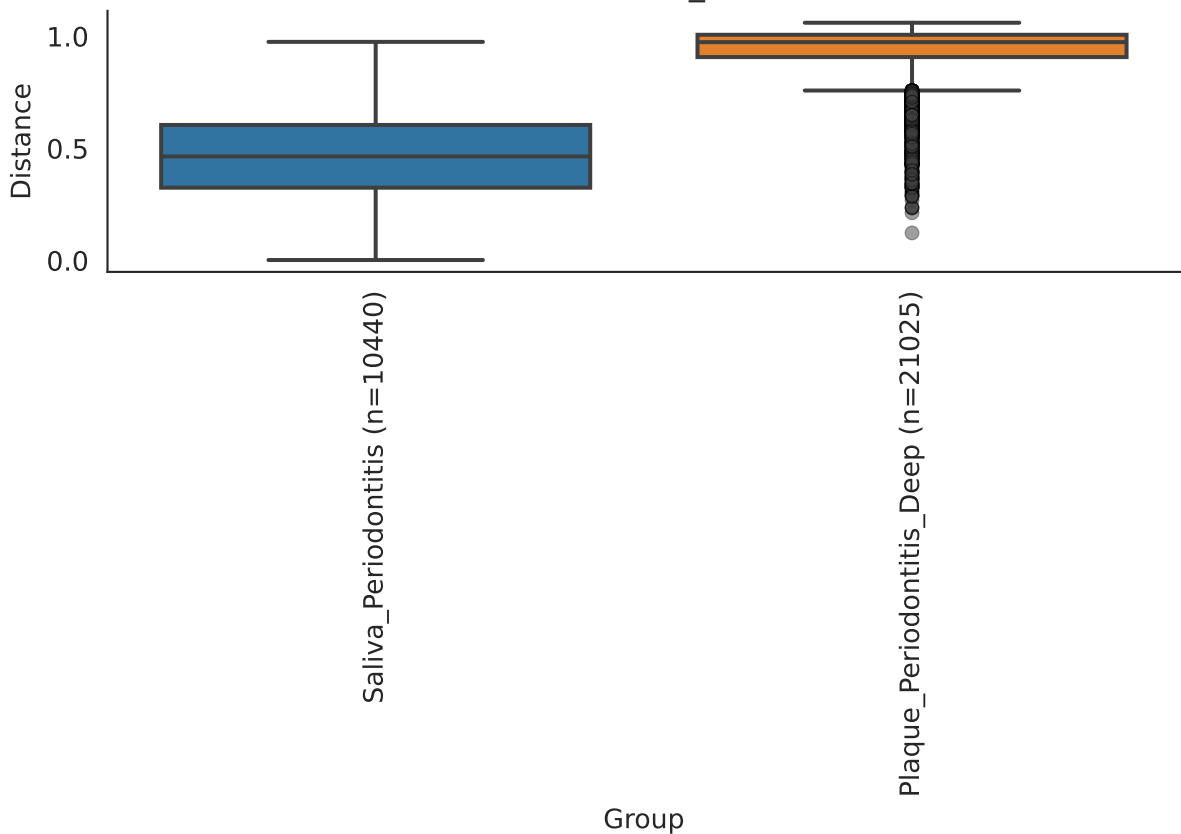 1.0
0.5
0.0
Distance
Saliva_Periodontitis (n=10440)
Plaque_Periodontitis_Deep (n=21025)
Group